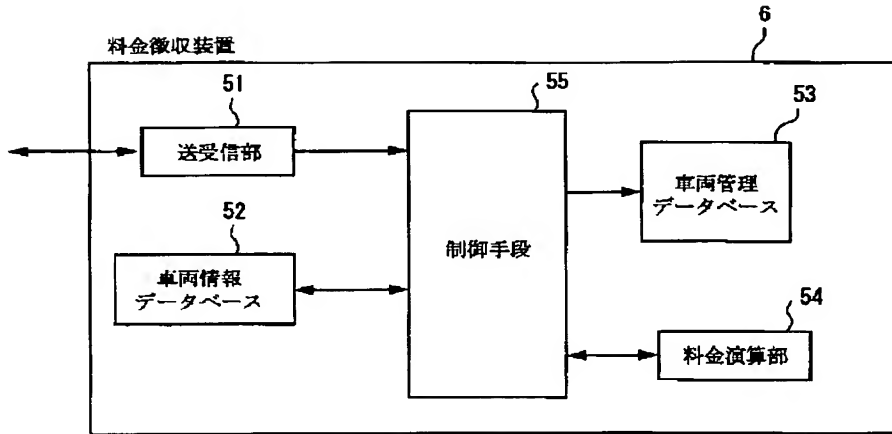 6
料金徴収装置
51
送受信部
55
制御手段
53
車両管理
データベース
52
車両情報
データベース
54
料金演算部